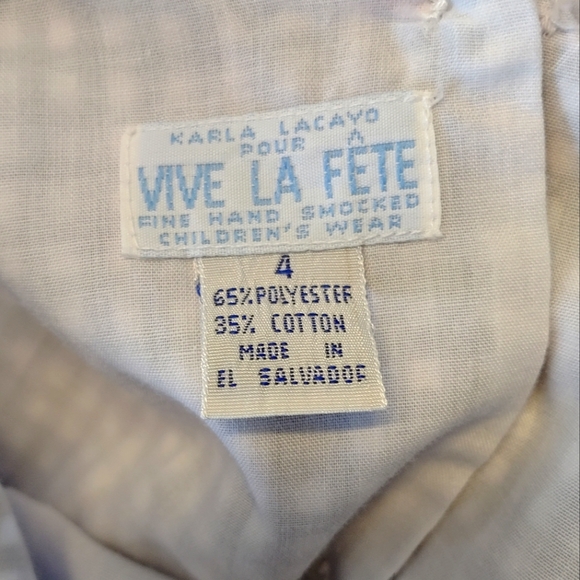 KARLA LACAYO
POUR
VIVE LA FÊTE
FINE HAND SMOCKED
CHILDREN'S WEAR
4
65% POLYESTER
35% COTTON
MADE IN
EL SALVADOR